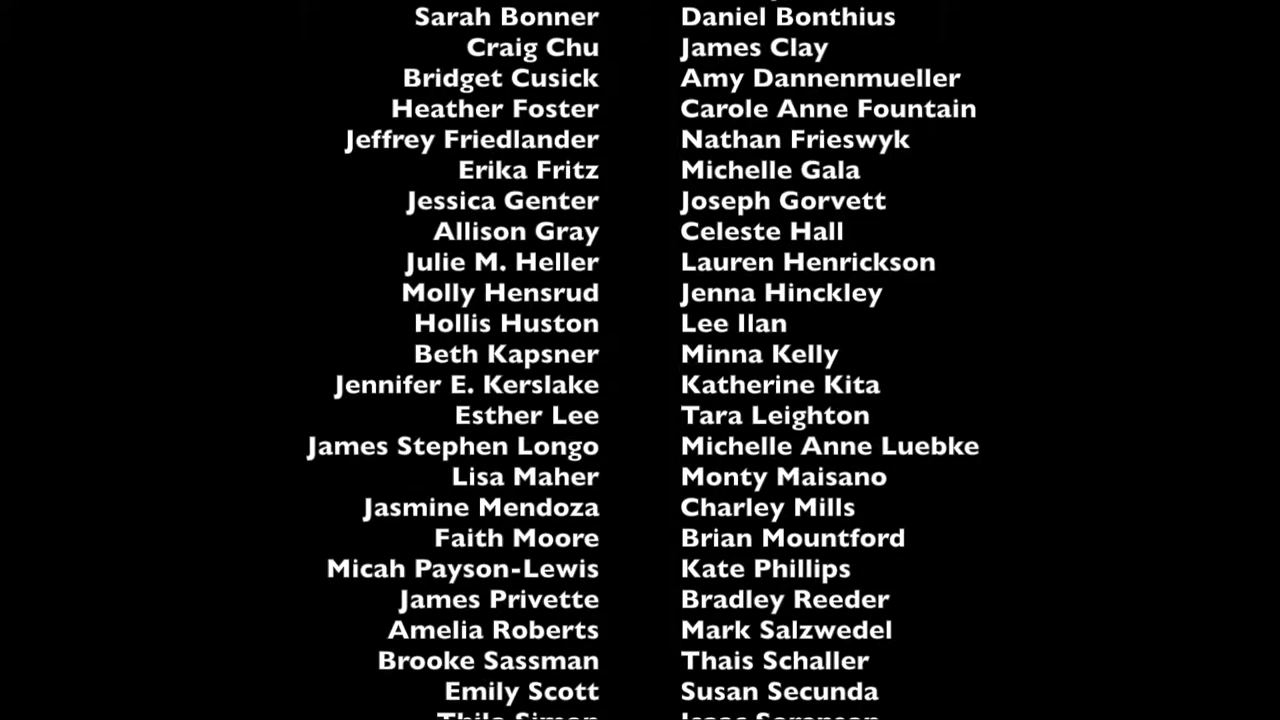 Sarah Bonner Daniel Bonthius
Craig Chu James Clay
Bridget Cusick Amy Dannenmueller
Heather Foster Carole Anne Fountain
Jeffrey Friedlander Nathan Frieswyk
Erika Fritz Michelle Gala
Jessica Genter Joseph Gorvett
Allison Gray Celeste Hall
Julie M. Heller Lauren Henrickson
Molly Hensrud Jenna Hinckley
Hollis Huston Lee Ilan
Beth Kapsner Minna Kelly
Jennifer E. Kerslake Katherine Kita
Esther Lee Tara Leighton
James Stephen Longo Michelle Anne Luebke
Lisa Maher Monty Maisano
Jasmine Mendoza Charley Mills
Faith Moore Brian Mountford
Micah Payson-Lewis Kate Phillips
James Privette Bradley Reeder
Amelia Roberts Mark Salzwedel
Brooke Sassman Thais Schaller
Emily Scott Susan Secunda